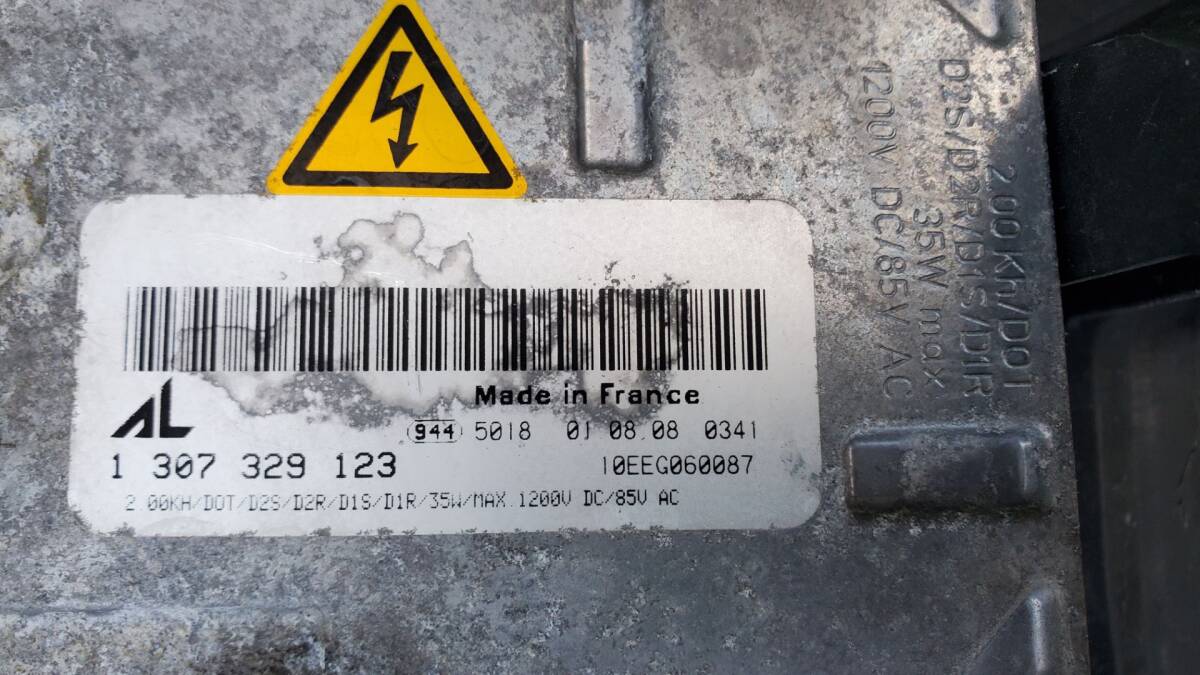 Made in France
AL
944 5018 01 08.08 0341
1 307 329 123
10EEG060087
2.00KH/DOT/D2S/D2R/D1S/D1R/35W/MAX.1200V DC/85V AC
2.00Kh/DOT
D2S/D2R/D1S/D1R
35W max
1200V DC/85V AC